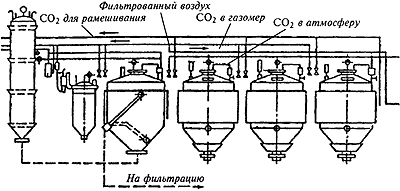 Фильтрованный воздух
CO₂ для рамешивания
CO₂ в газомер
CO₂ в атмосферу
На фильтрацию